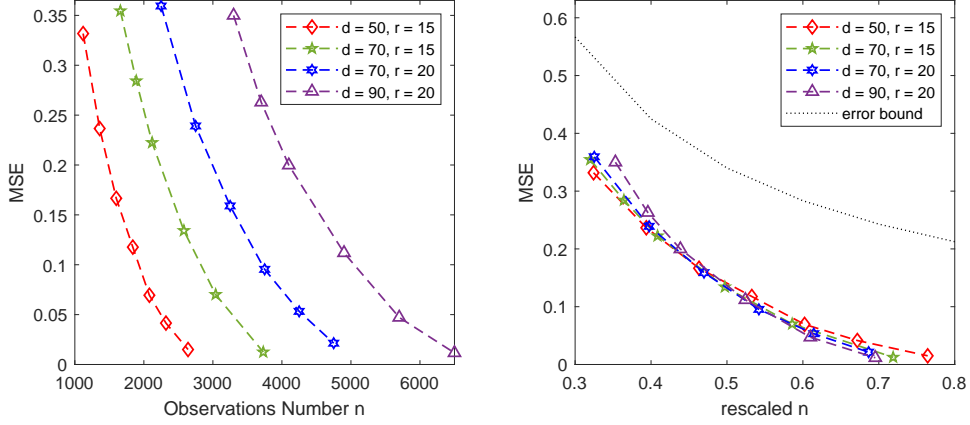 0.35
0.3
0.25
0.2
0.15
0.1
0.05
0
MSE
1000 2000 3000 4000 5000 6000
Observations Number n
d = 50, r = 15
d = 70, r = 15
d = 70, r = 20
d = 90, r = 20
0.6
0.5
0.4
0.3
0.2
0.1
0
MSE
0.3 0.4 0.5 0.6 0.7 0.8
rescaled n
d = 50, r = 15
d = 70, r = 15
d = 70, r = 20
d = 90, r = 20
error bound